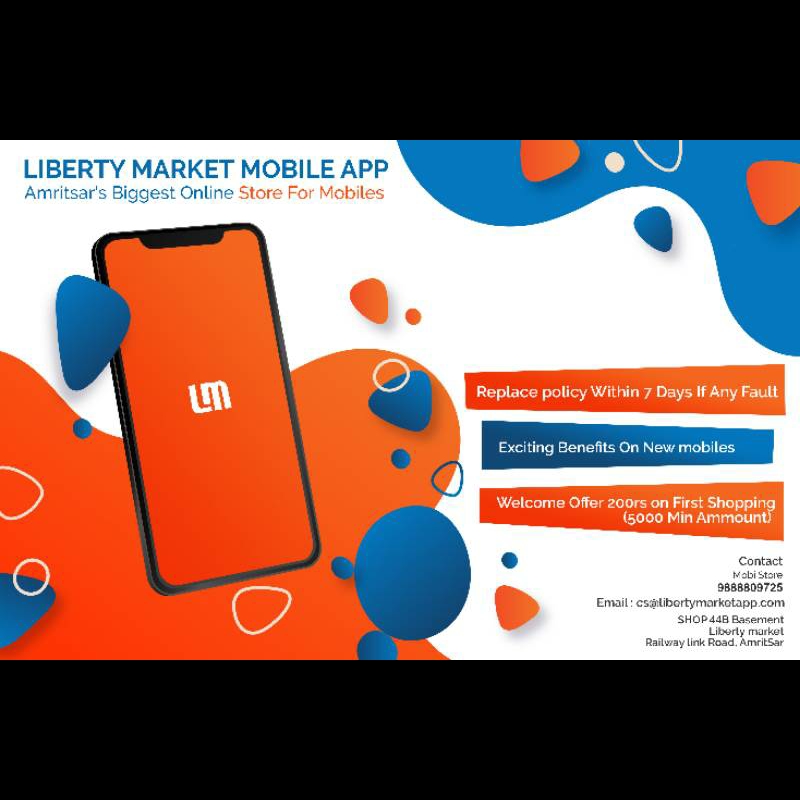 LIBERTY MARKET MOBILE APP
Amritsar's Biggest Online Store For Mobiles
LM
Replace policy Within 7 Days If Any Fault
Exciting Benefits On New mobiles
Welcome Offer 200rs on First Shopping
(5000 Min Ammount)
Contact
Mobi Store
9888809725
Email : cs@libertymarketapp.com
SHOP 44B Basement
Liberty market
Railway link Road, AmritSar